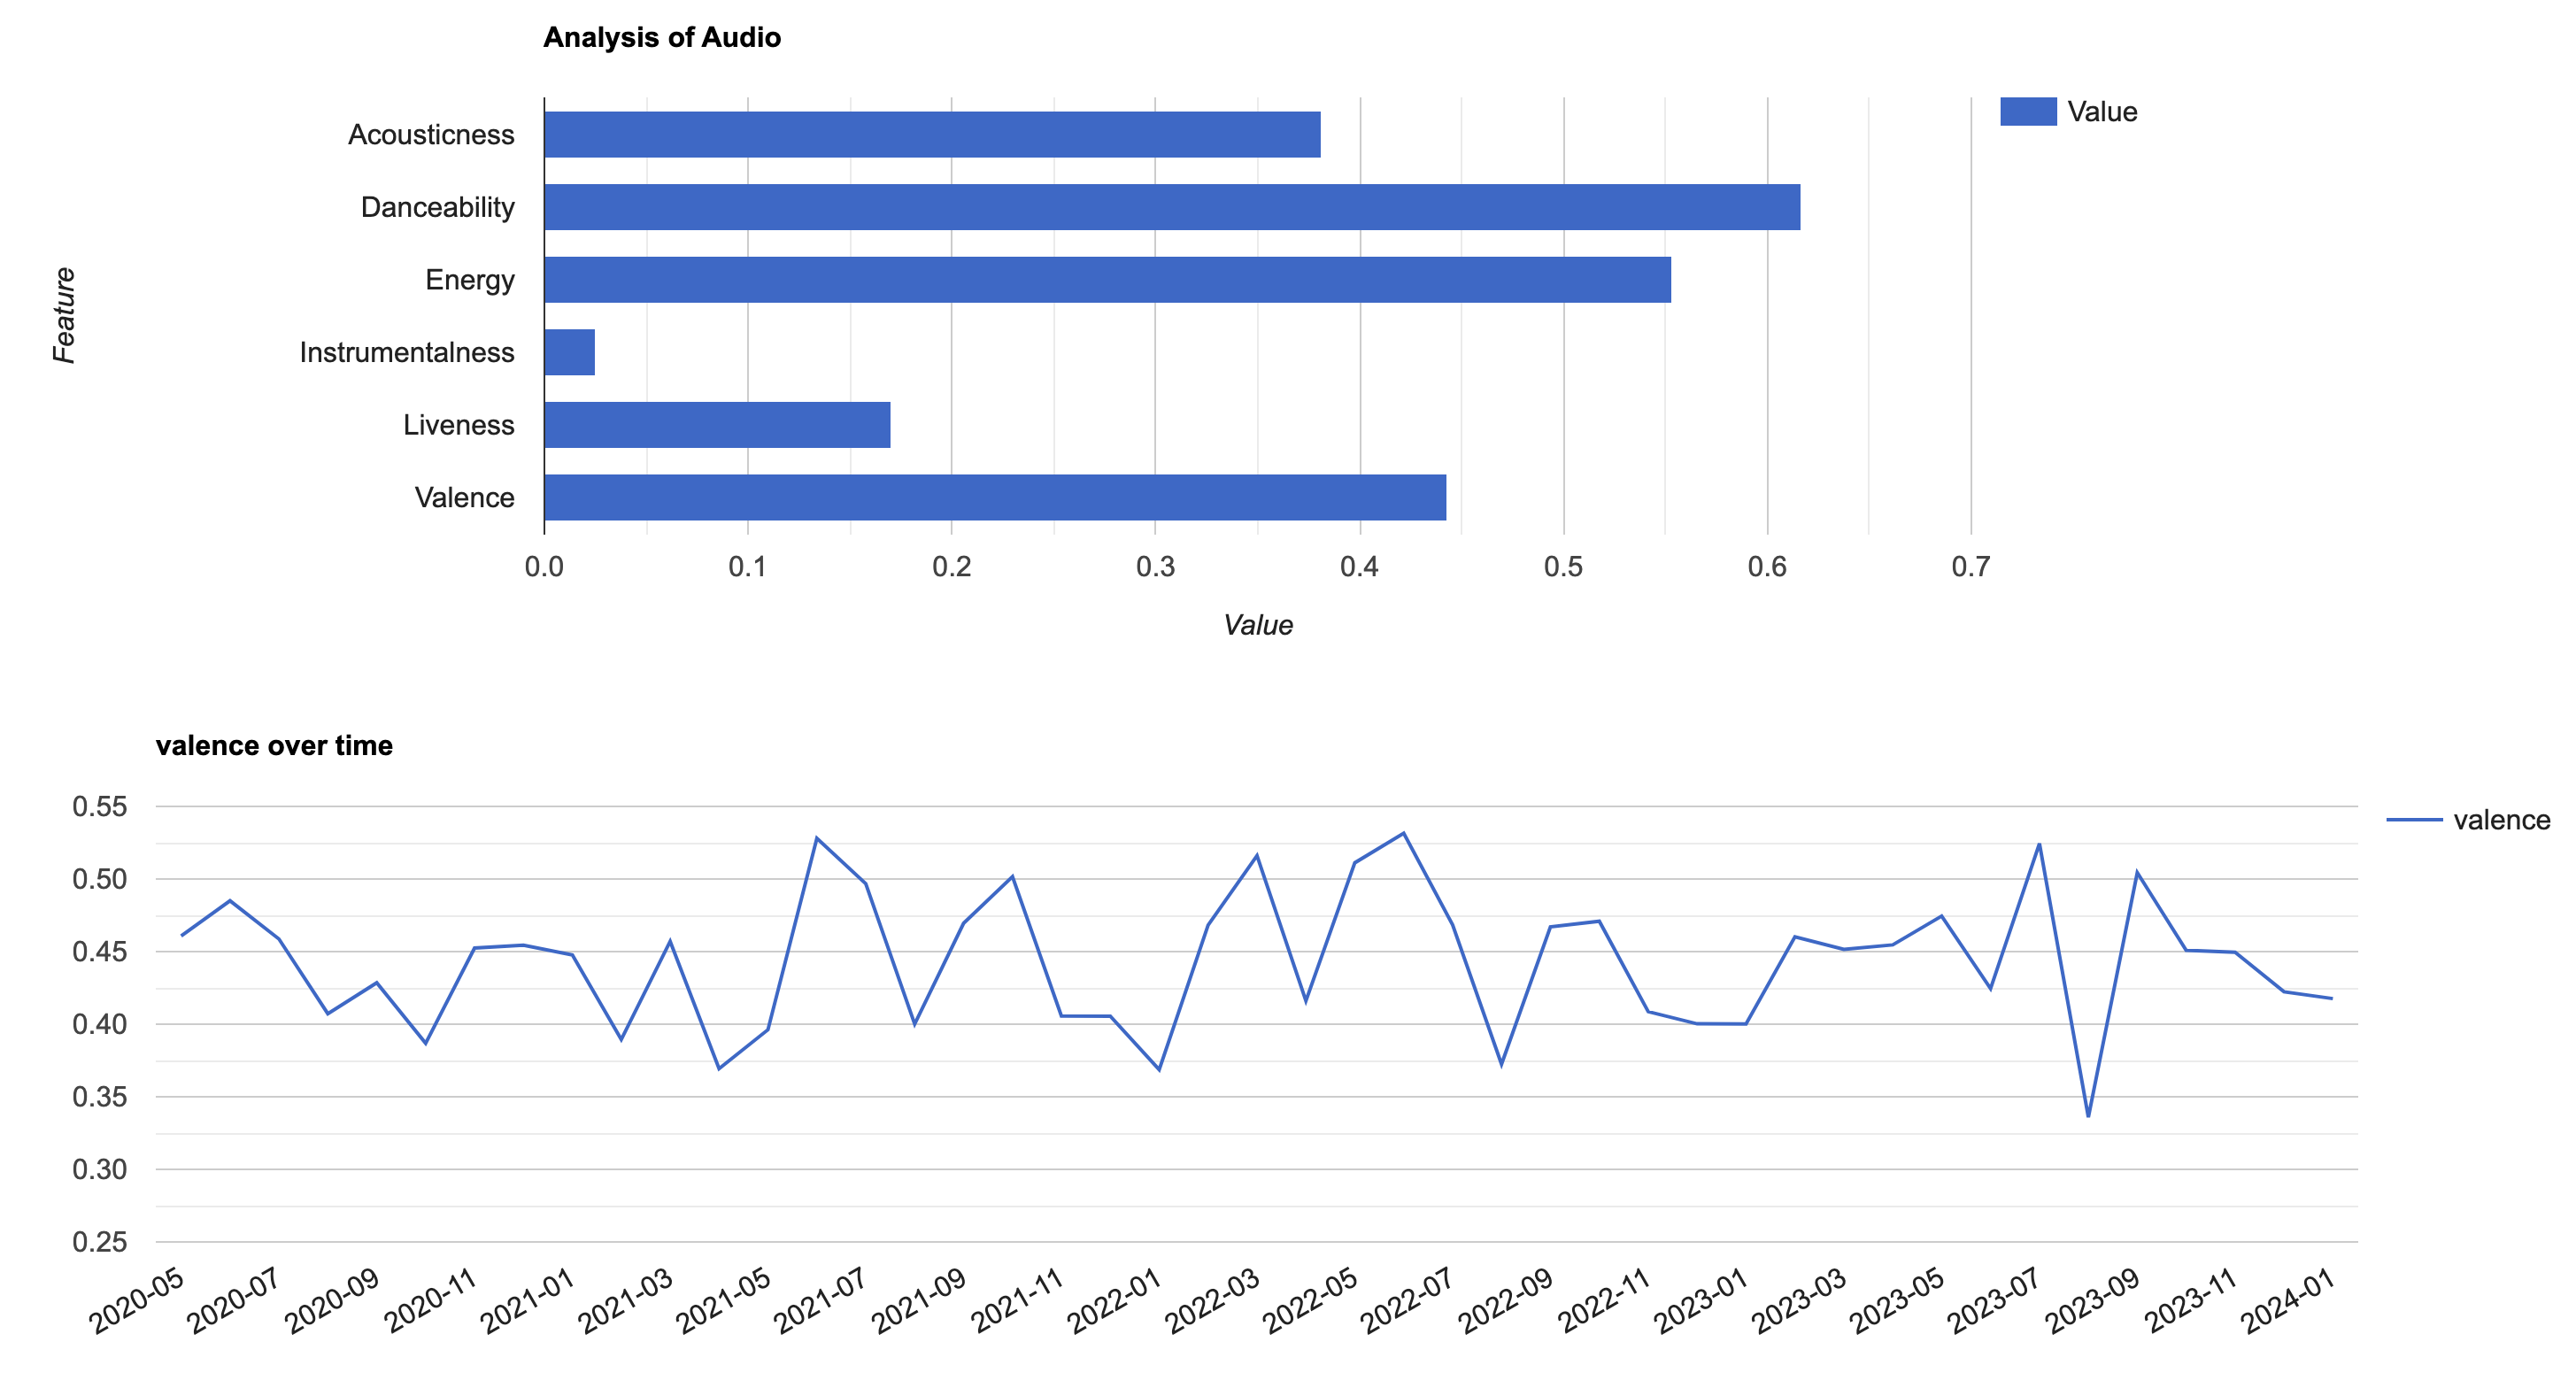 Analysis of Audio
Value
Acousticness
Danceability
Energy
Instrumentalness
Liveness
Valence
Feature
0.0 0.1 0.2 0.3 0.4 0.5 0.6 0.7
Value
valence over time
valence
0.55
0.50
0.45
0.40
0.35
0.30
0.25
2020-05 2020-07 2020-09 2020-11 2021-01 2021-03 2021-05 2021-07 2021-09 2021-11 2022-01 2022-03 2022-05 2022-07 2022-09 2022-11 2023-01 2023-03 2023-05 2023-07 2023-09 2023-11 2024-01